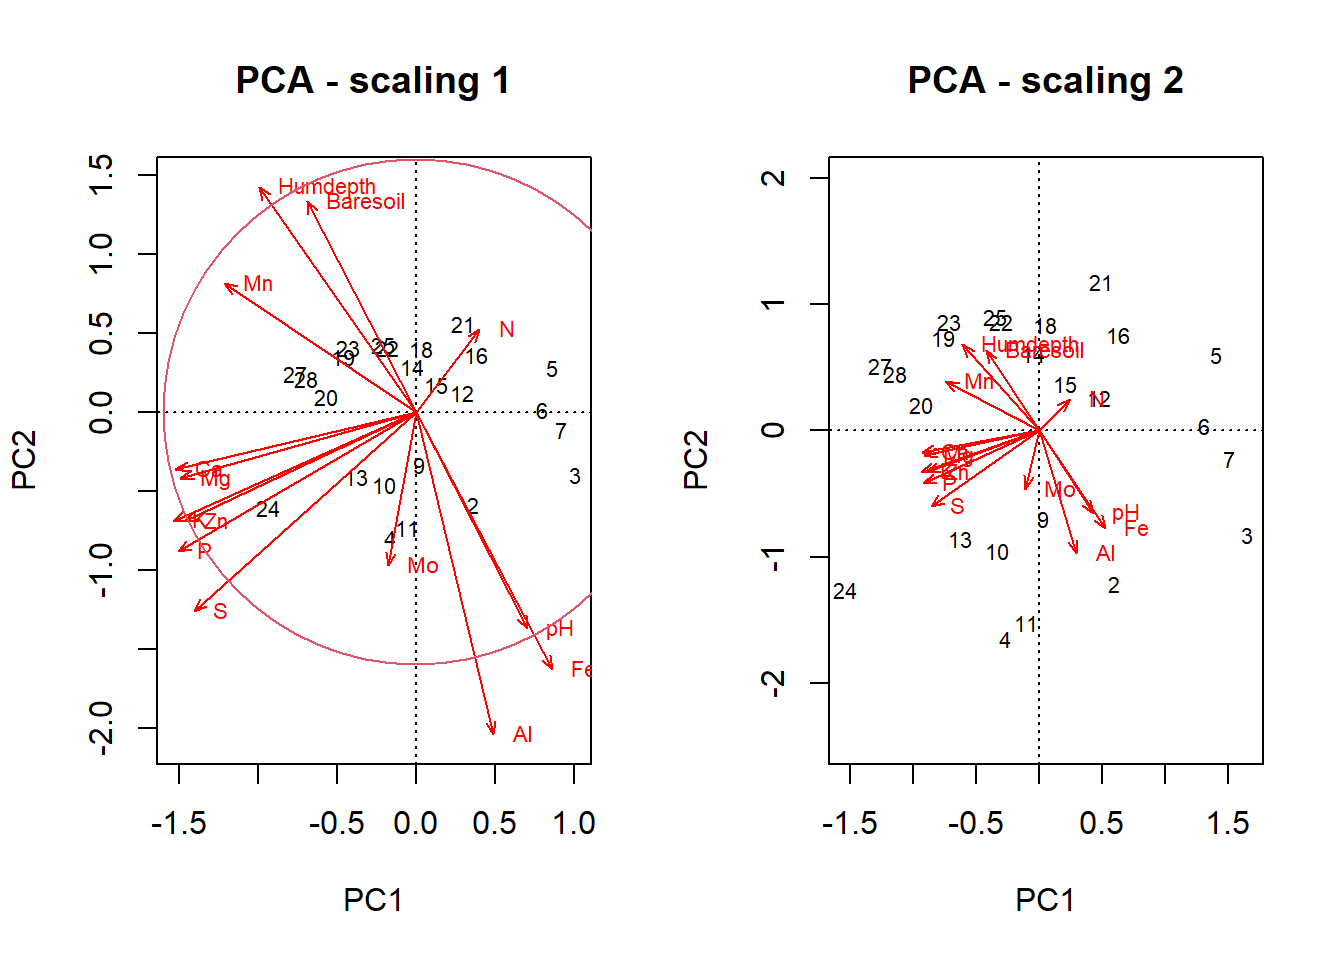 PCA - scaling 1
1.5
1.0
0.5
0.0
-1.0
-2.0
PC2
Humdepth
Baresoil
Mn
N
21
25
23
22
18
16
19
14
5
27
28
15
12
20
6
7
Ca
Mg
9
13
3
10
K
Zn
24
2
11
4
P
Mo
S
pH
Fe
Al
-1.5
-0.5
0.0
0.5
1.0
PC1
PCA - scaling 2
2
1
0
-1
-2
PC2
21
25
23
22
18
19
16
Humdepth
Baresoil
14
5
27
28
Mn
15
12
N
20
6
7
Mg
P
Mo
S
pH
Fe
9
3
13
10
Al
24
2
11
4
-1.5
-0.5
0.5
1.5
PC1